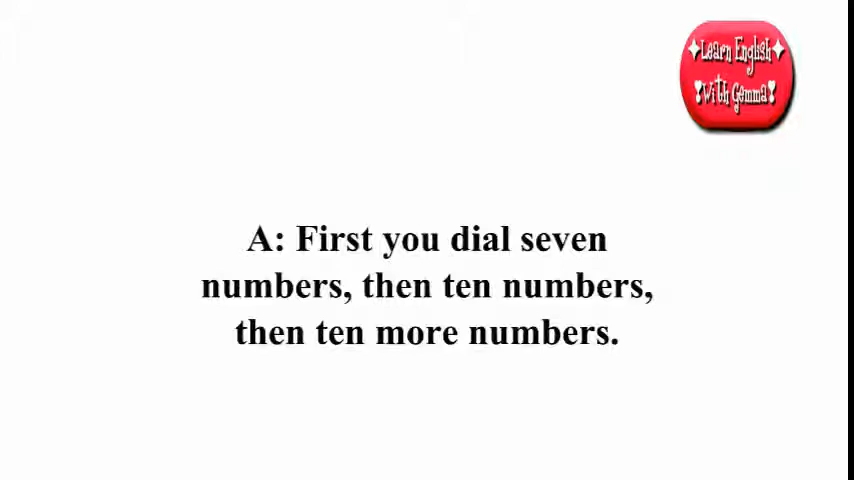 Learn English
With Gemma
A: First you dial seven
numbers, then ten numbers,
then ten more numbers.